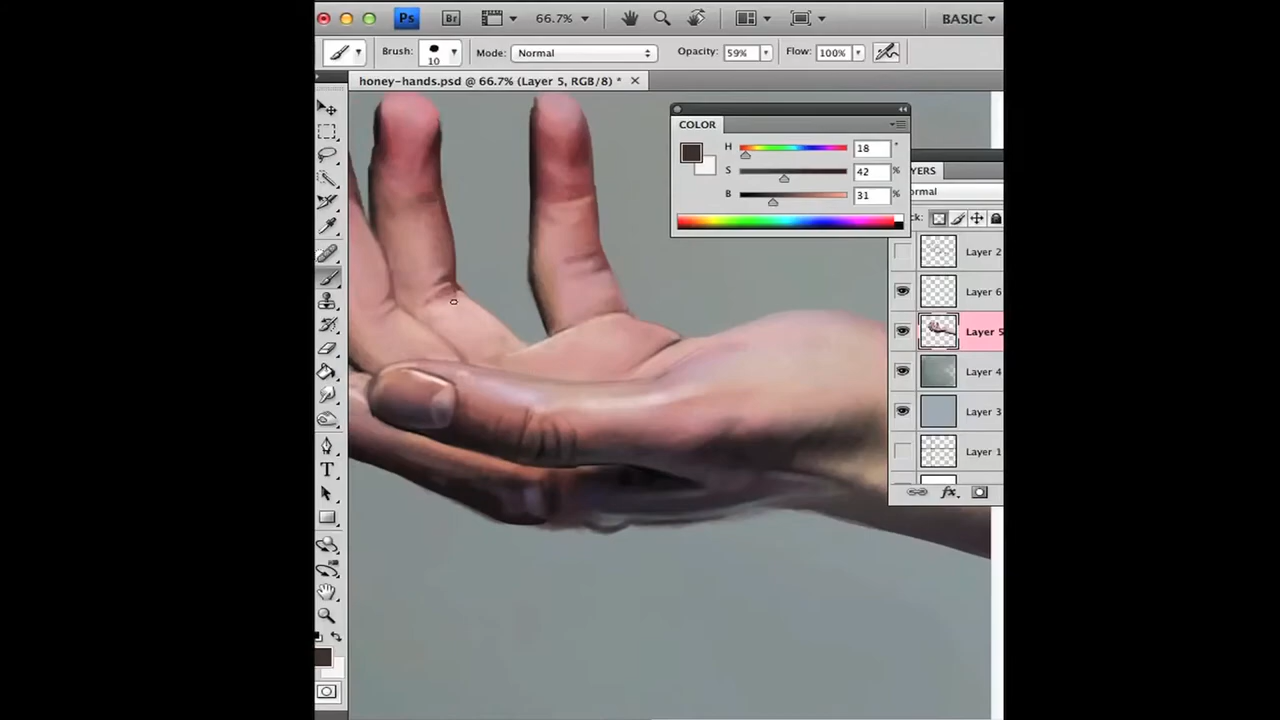 Ps Br 66.7% BASIC
Brush: 10 Mode: Normal Opacity: 59% Flow: 100%
honey-hands.psd @ 66.7% (Layer 5, RGB/8) *
COLOR
H 18 °
S 42 %
B 31 %
YERS
ormal
ck:
Layer 2
Layer 6
Layer 5
Layer 4
Layer 3
Layer 1
fx
T